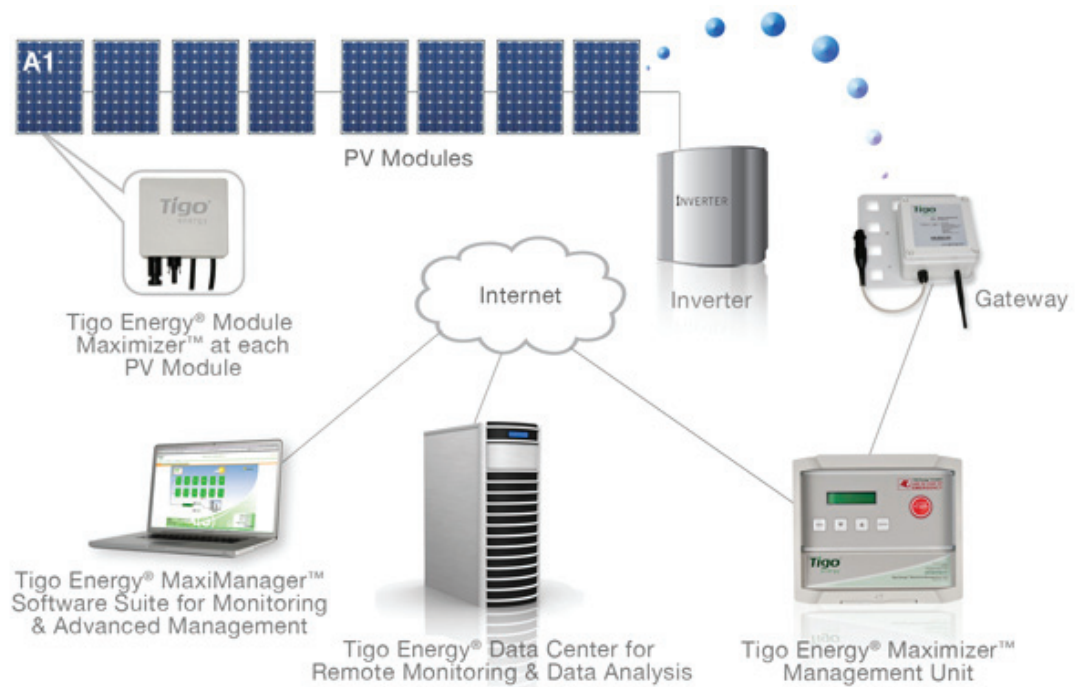 A1
PV Modules
Tigo
energy
INVERTER
Tigo
Internet
Inverter
Gateway
Tigo Energy® Module
Maximizer™ at each
PV Module
Tigo
Tigo Energy® MaxiManager™
Software Suite for Monitoring
& Advanced Management
Tigo Energy® Data Center for
Remote Monitoring & Data Analysis
Tigo Energy® Maximizer™
Management Unit